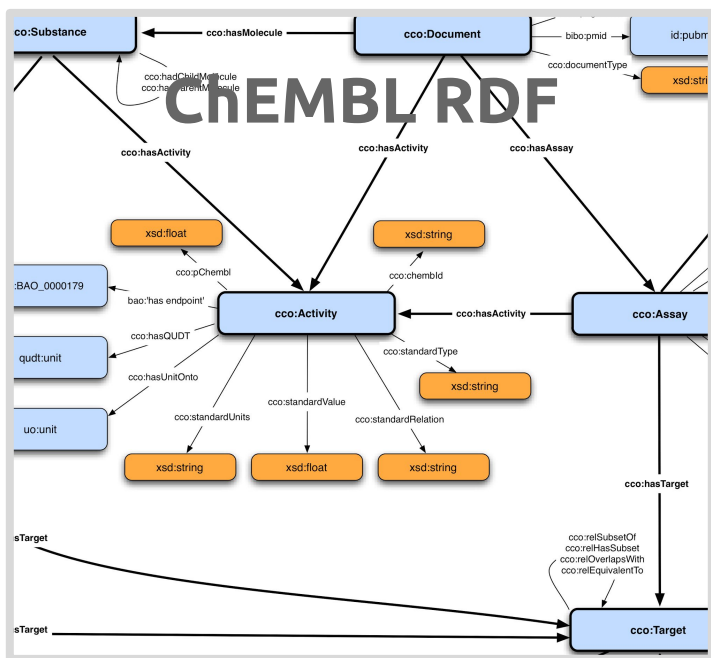 co:Substance
cco:hasMolecule
cco:Document
bibo:pmid
id:pubm
cco:documentType
xsd:stri
cco:hadChildMolecule
cco:hasParentMolecule
ChEMBL RDF
cco:hasActivity
cco:hasActivity
cco:hasAssay
xsd:float
xsd:string
cco:pChembl
cco:chembId
:BAO_0000179
bao:'has endpoint'
cco:Activity
cco:hasActivity
cco:Assay
cco:hasQUDT
qudt:unit
cco:standardType
cco:hasUnitOnto
xsd:string
cco:standardValue
cco:standardUnits
cco:standardRelation
uo:unit
xsd:string
xsd:float
xsd:string
cco:hasTarget
sTarget
cco:relSubsetOf
cco:relHasSubset
cco:relOverlapsWith
cco:relEquivalentTo
sTarget
cco:Target